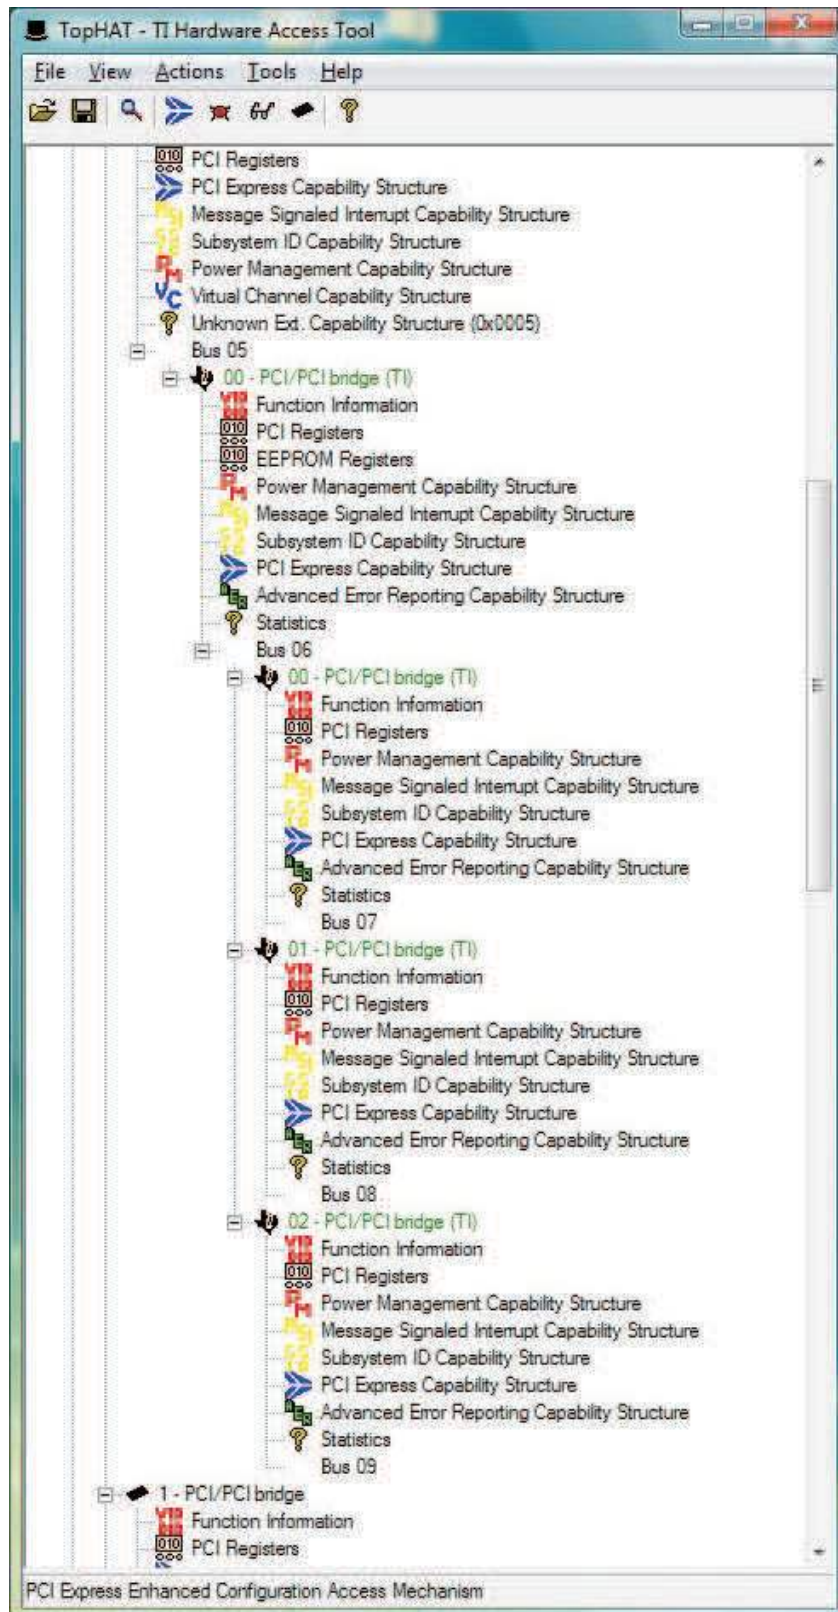 TopHAT - TI Hardware Access Tool
File View Actions Tools Help
PCI Registers
PCI Express Capability Structure
Message Signaled Interrupt Capability Structure
Subsystem ID Capability Structure
Power Management Capability Structure
Virtual Channel Capability Structure
Unknown Ext. Capability Structure (0x0005)
Bus 05
00 - PCI/PCI bridge (TI)
Function Information
PCI Registers
EEPROM Registers
Power Management Capability Structure
Message Signaled Interrupt Capability Structure
Subsystem ID Capability Structure
PCI Express Capability Structure
Advanced Error Reporting Capability Structure
Statistics
Bus 06
00 - PCI/PCI bridge (TI)
Function Information
PCI Registers
Power Management Capability Structure
Message Signaled Interrupt Capability Structure
Subsystem ID Capability Structure
PCI Express Capability Structure
Advanced Error Reporting Capability Structure
Statistics
Bus 07
01 - PCI/PCI bridge (TI)
Function Information
PCI Registers
Power Management Capability Structure
Message Signaled Interrupt Capability Structure
Subsystem ID Capability Structure
PCI Express Capability Structure
Advanced Error Reporting Capability Structure
Statistics
Bus 08
02 - PCI/PCI bridge (TI)
Function Information
PCI Registers
Power Management Capability Structure
Message Signaled Interrupt Capability Structure
Subsystem ID Capability Structure
PCI Express Capability Structure
Advanced Error Reporting Capability Structure
Statistics
Bus 09
1 - PCI/PCI bridge
Function Information
PCI Registers
PCI Express Enhanced Configuration Access Mechanism